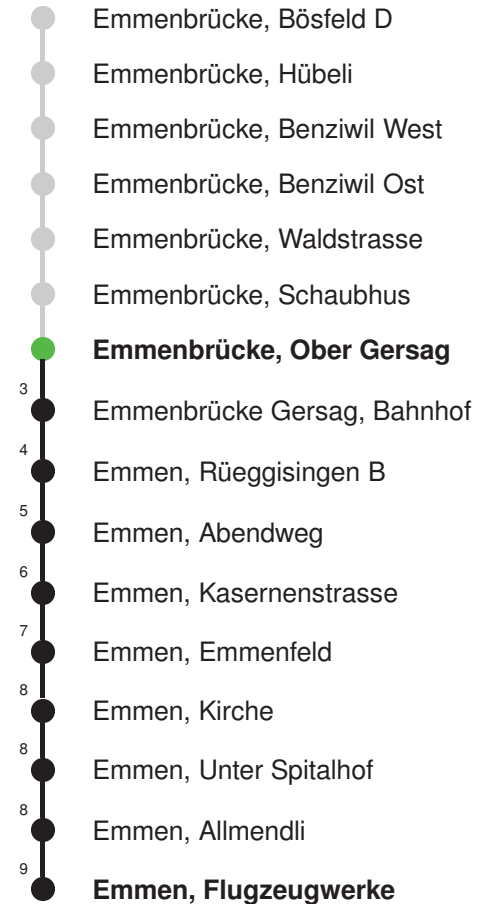 Emmenbrücke, Bösfeld D
Emmenbrücke, Hübeli
Emmenbrücke, Benziwil West
Emmenbrücke, Benziwil Ost
Emmenbrücke, Waldstrasse
Emmenbrücke, Schaubhus
Emmenbrücke, Ober Gersag
3 Emmenbrücke Gersag, Bahnhof
4 Emmen, Rüeggisingen B
5 Emmen, Abendweg
6 Emmen, Kasernenstrasse
7 Emmen, Emmenfeld
8 Emmen, Kirche
8 Emmen, Unter Spitalhof
8 Emmen, Allmendli
9 Emmen, Flugzeugwerke